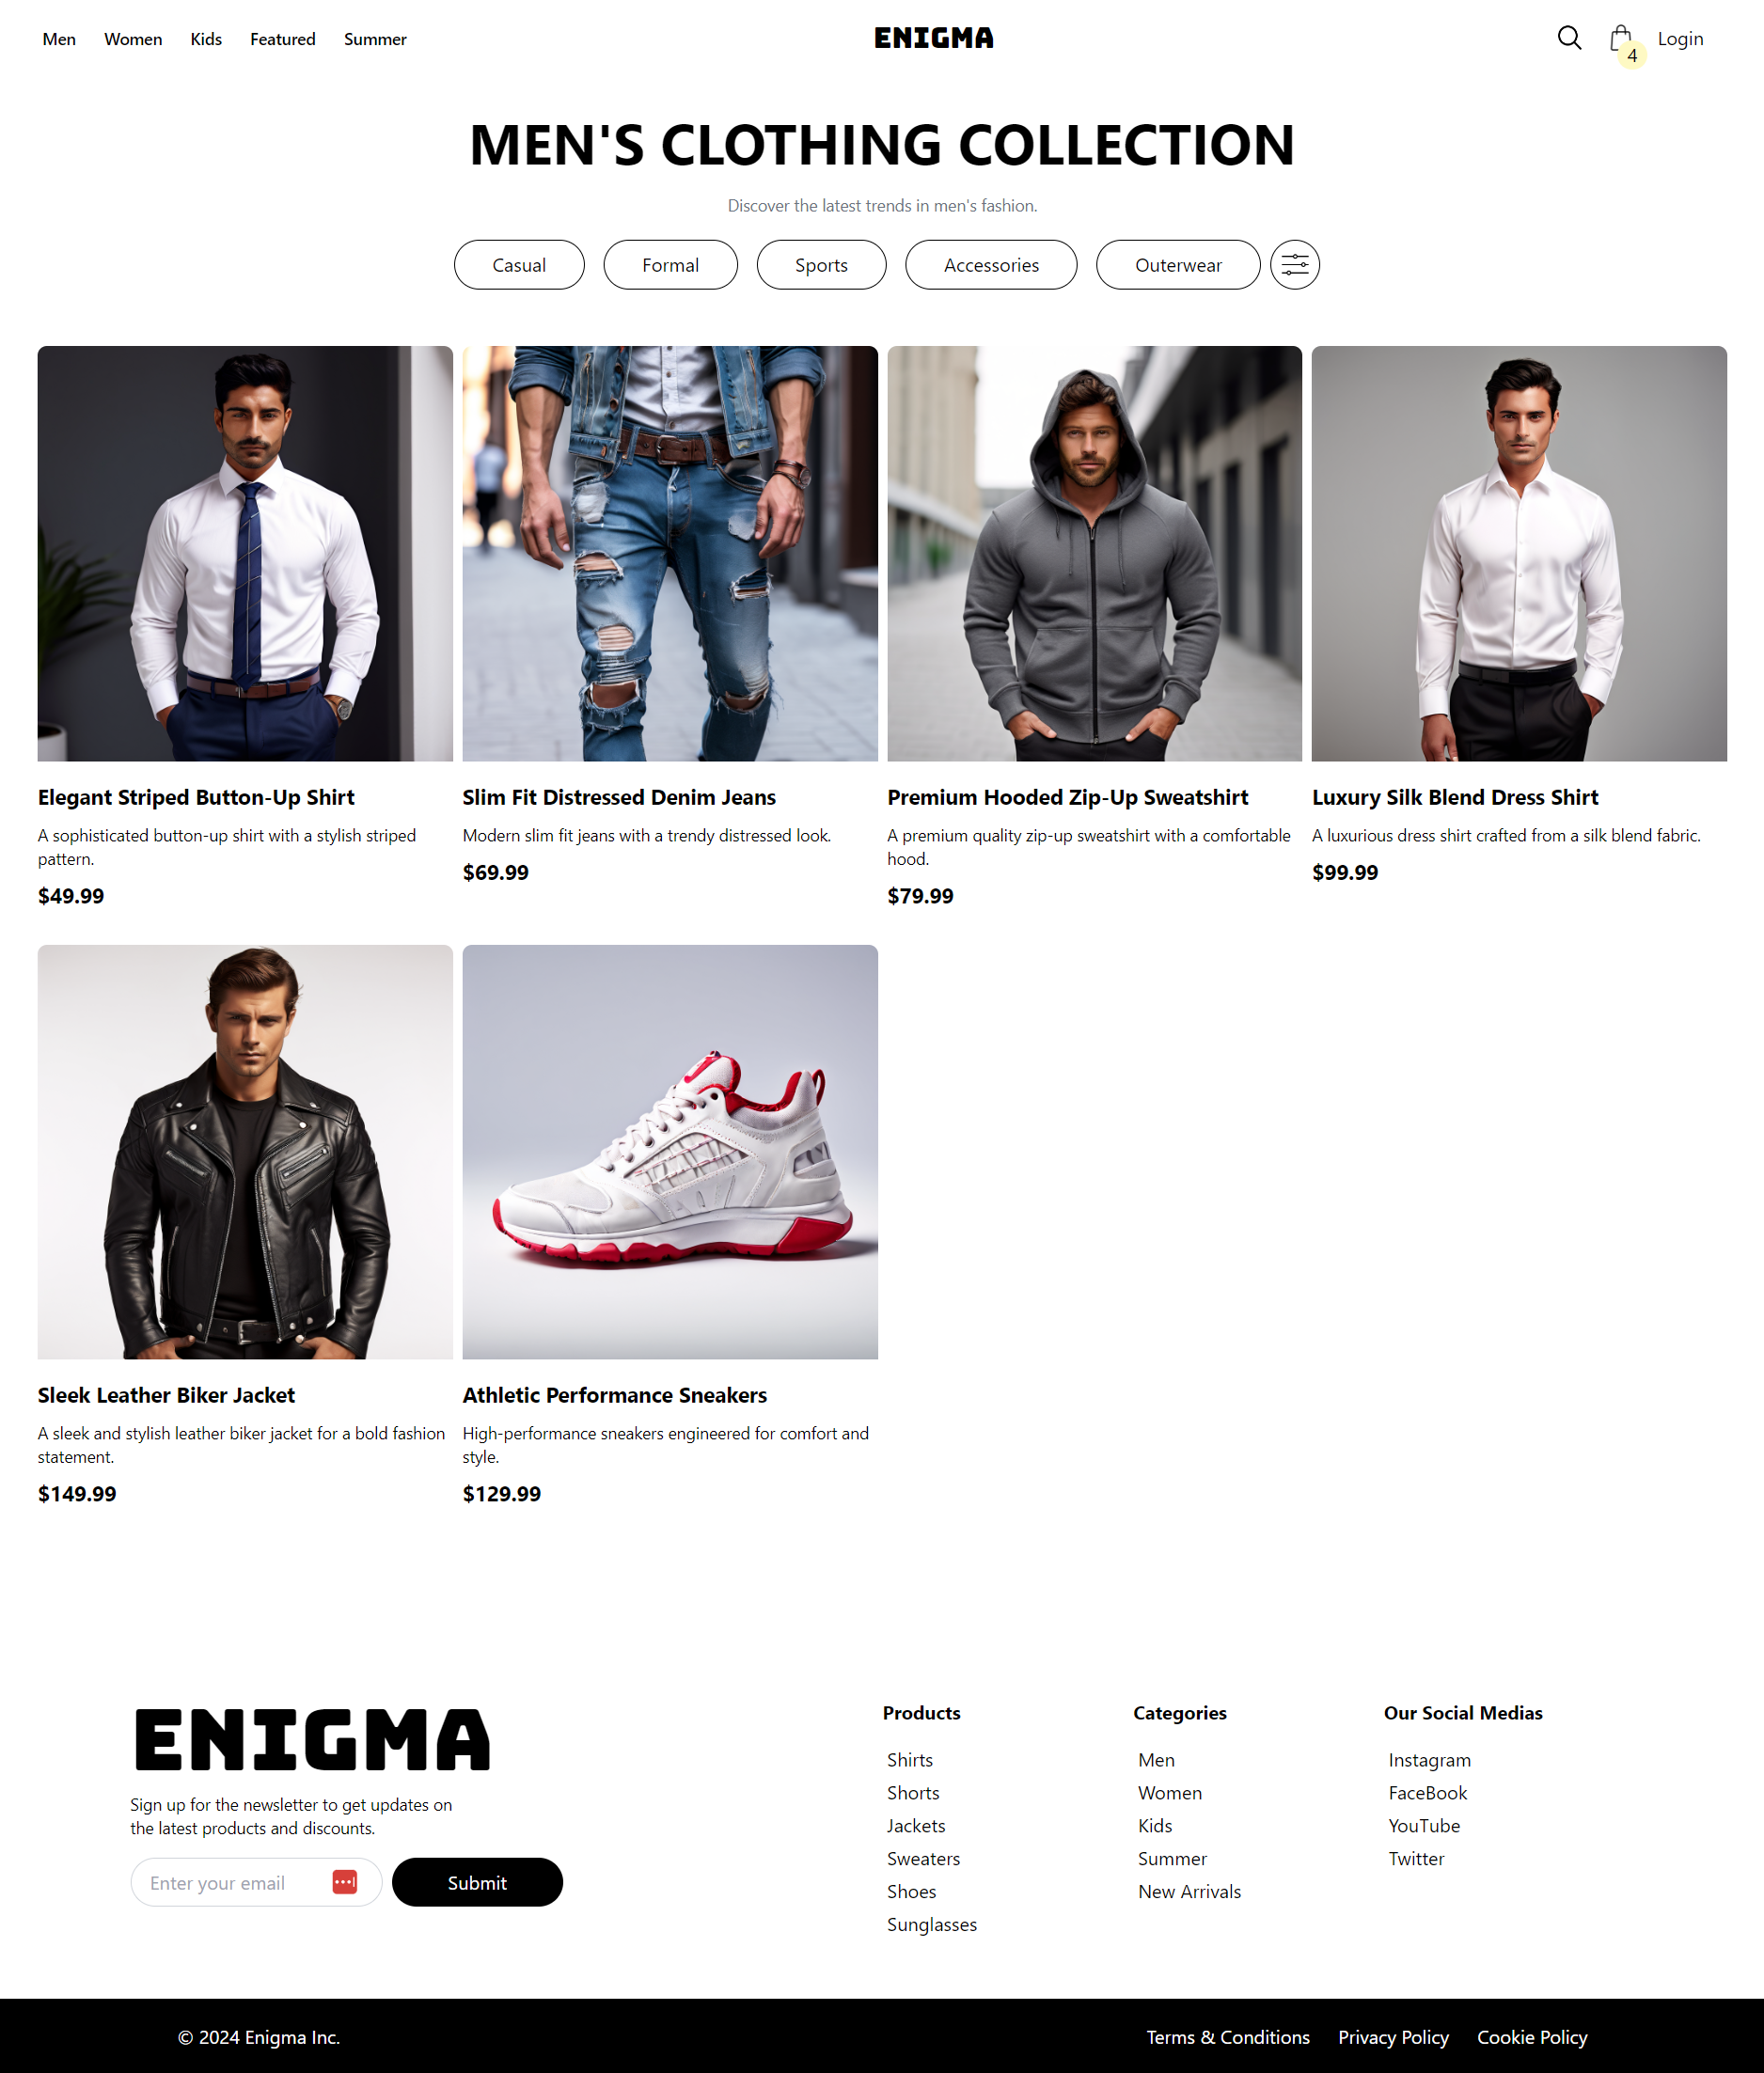 Men Women Kids Featured Summer
ENIGMA
4
Login
MEN'S CLOTHING COLLECTION
Discover the latest trends in men's fashion.
Casual
Formal
Sports
Accessories
Outerwear
Elegant Striped Button-Up Shirt
A sophisticated button-up shirt with a stylish striped
pattern.
$49.99
Slim Fit Distressed Denim Jeans
Modern slim fit jeans with a trendy distressed look.
$69.99
Premium Hooded Zip-Up Sweatshirt
A premium quality zip-up sweatshirt with a comfortable
hood.
$79.99
Luxury Silk Blend Dress Shirt
A luxurious dress shirt crafted from a silk blend fabric.
$99.99
Sleek Leather Biker Jacket
A sleek and stylish leather biker jacket for a bold fashion
statement.
$149.99
Athletic Performance Sneakers
High-performance sneakers engineered for comfort and
style.
$129.99
ENIGMA
Sign up for the newsletter to get updates on
the latest products and discounts.
Enter your email
Submit
Products
Shirts
Shorts
Jackets
Sweaters
Shoes
Sunglasses
Categories
Men
Women
Kids
Summer
New Arrivals
Our Social Medias
Instagram
FaceBook
YouTube
Twitter
© 2024 Enigma Inc.
Terms & Conditions Privacy Policy Cookie Policy